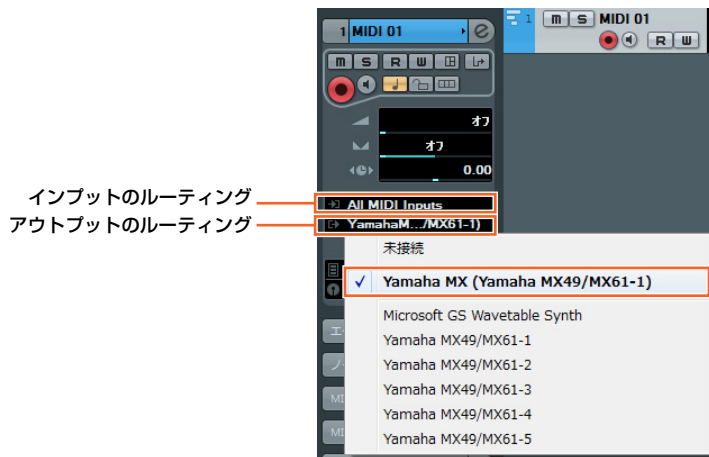 1 MIDI 01
1 m S MIDI 01
R W
m S R W
オフ
オフ
0.00
インプットのルーティング
All MIDI Inputs
アウトプットのルーティング
YamahaM.../MX61-1)
未接続
✓ Yamaha MX (Yamaha MX49/MX61-1)
Microsoft GS Wavetable Synth
Yamaha MX49/MX61-1
Yamaha MX49/MX61-2
Yamaha MX49/MX61-3
Yamaha MX49/MX61-4
Yamaha MX49/MX61-5